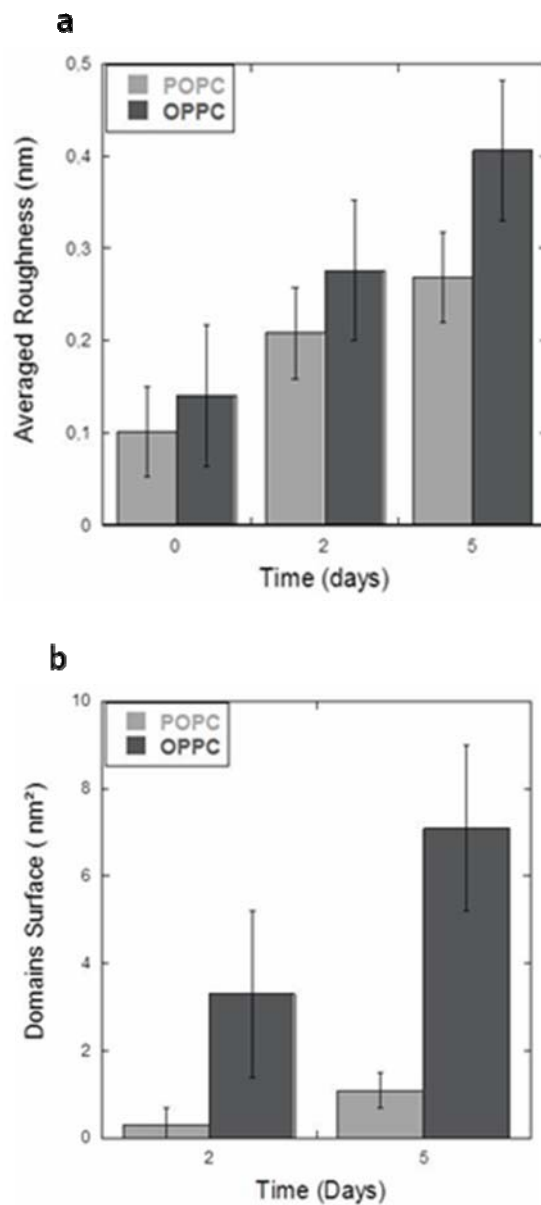 a
0,5
0,4
0,3
0,2
0,1
0
POPC
OPPC
Averaged Roughness (nm)
0 2 5
Time (days)
b
10
8
6
4
2
0
POPC
OPPC
Domains Surface ( nm²)
2 5
Time (Days)